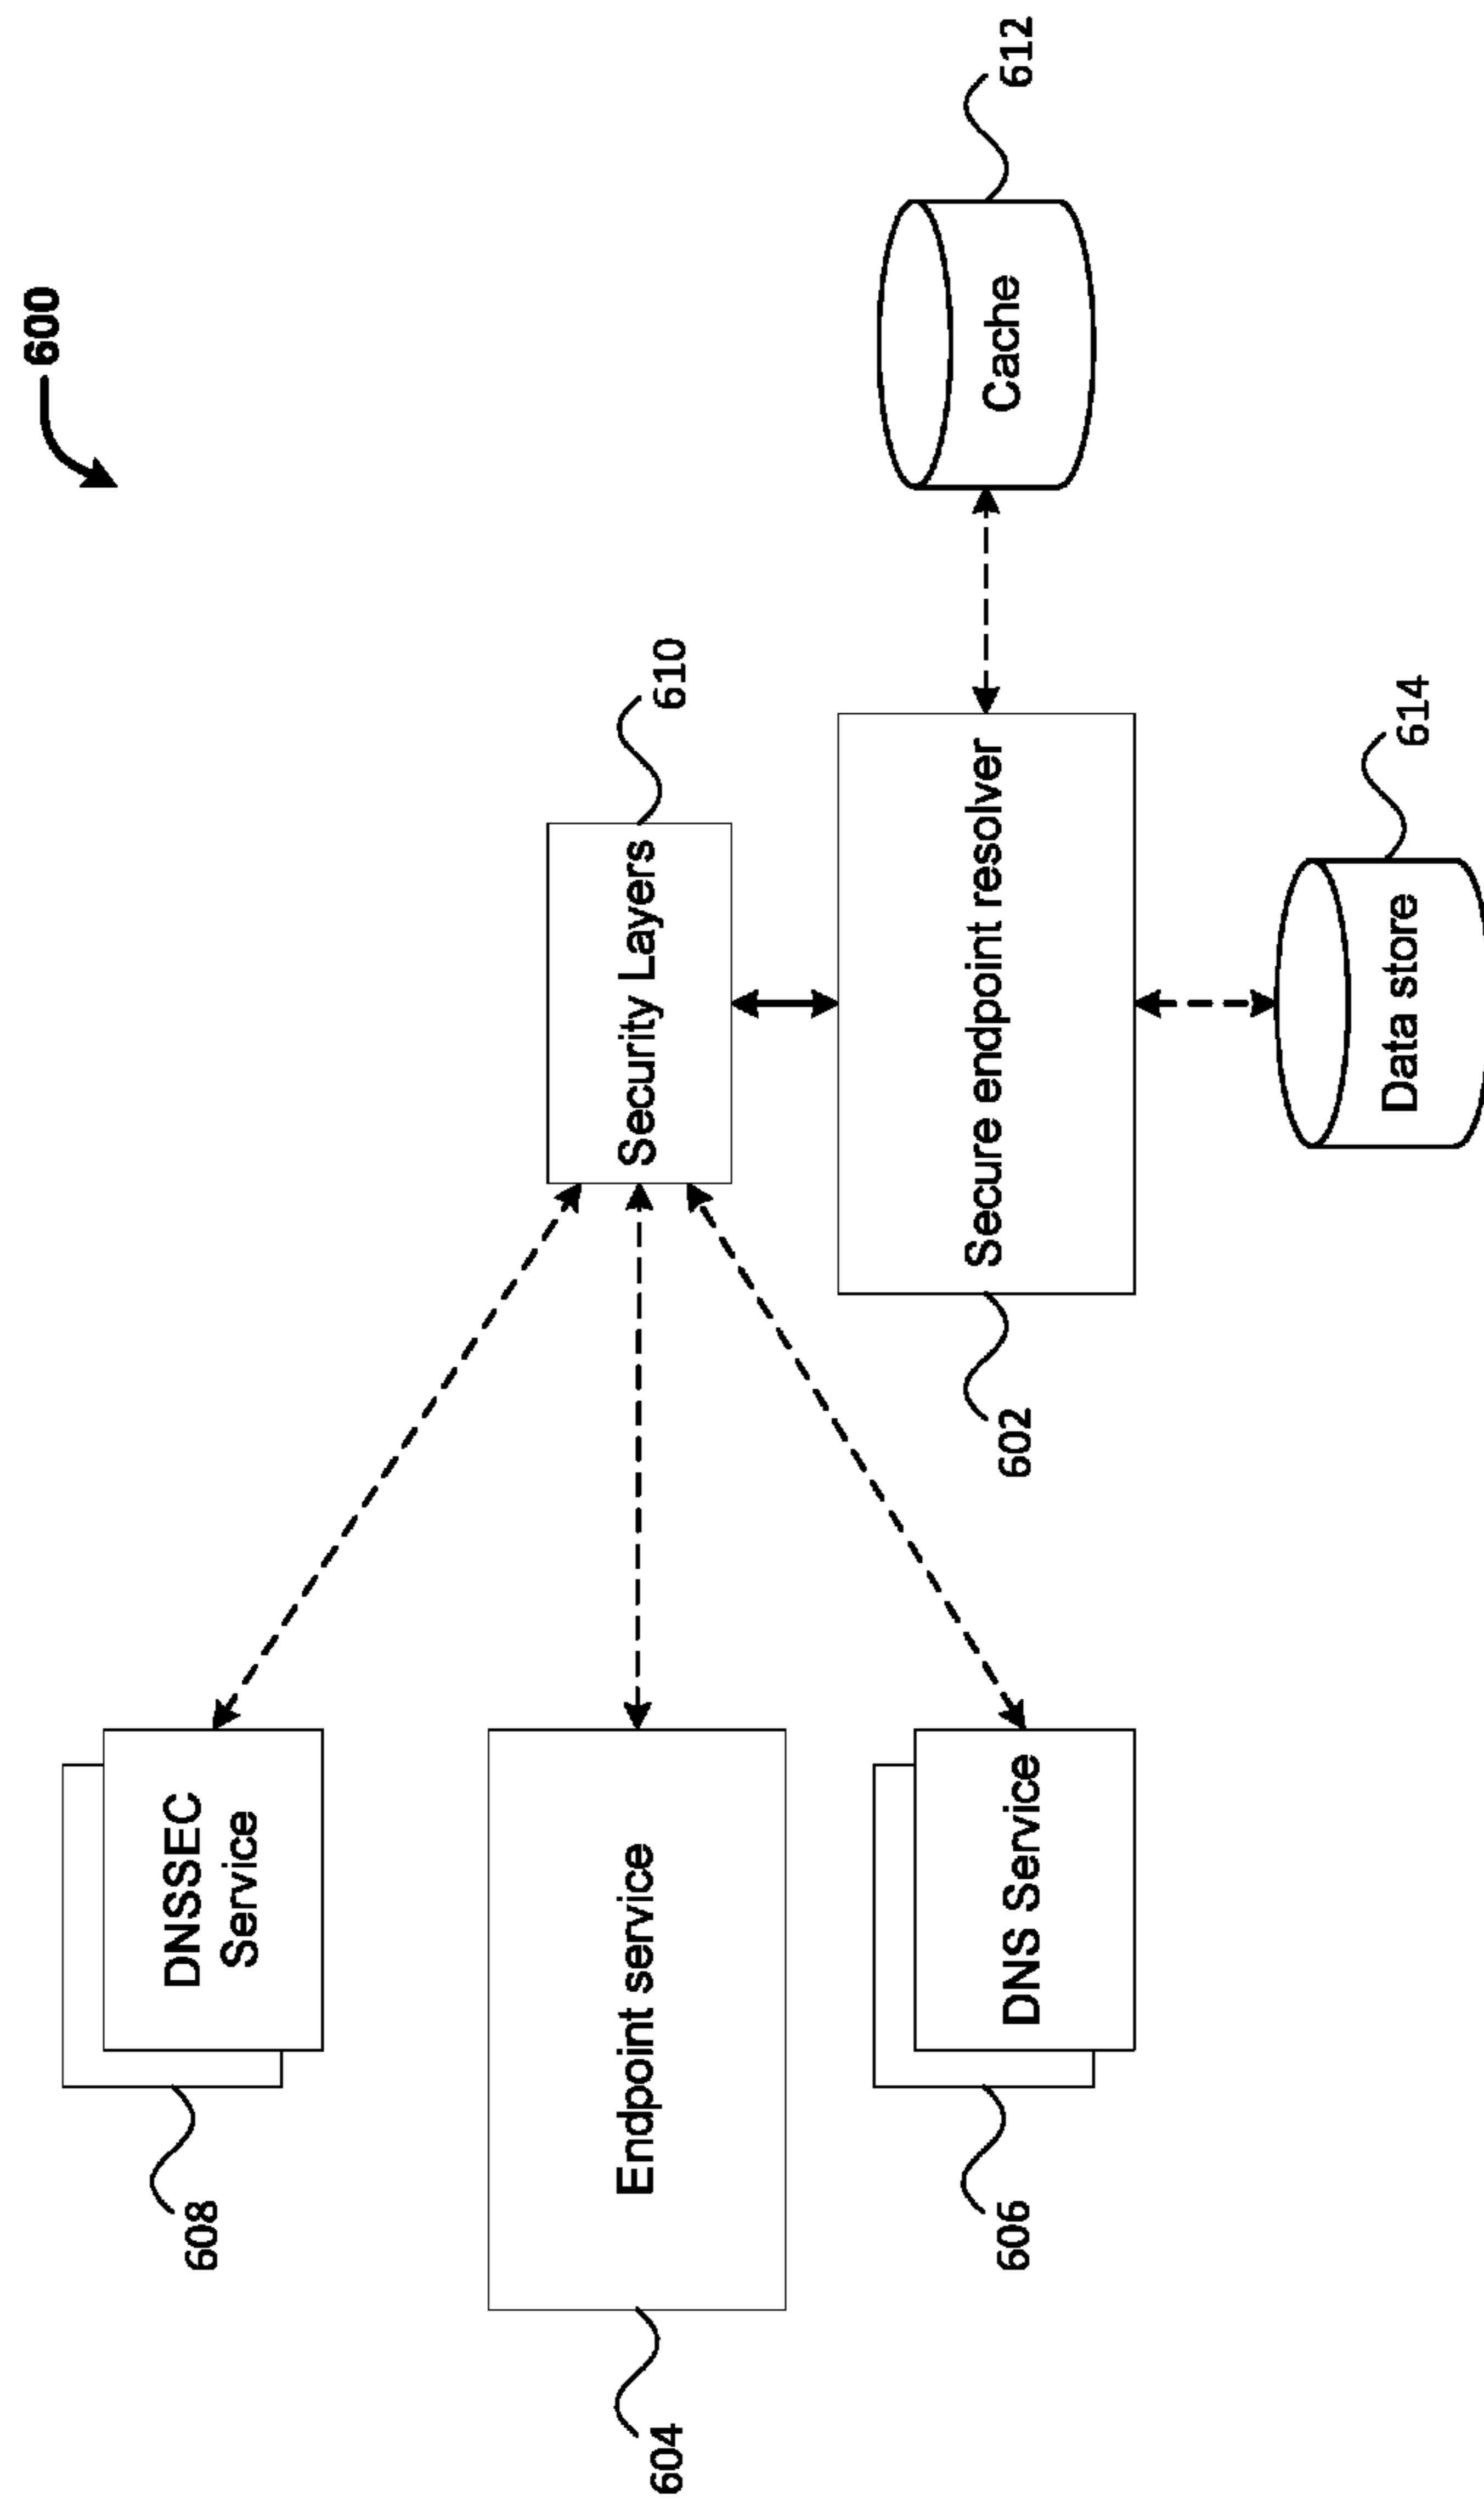 600
608
DNSSEC
Service
604
Endpoint service
606
DNS Service
Security Layers
610
602
Secure endpoint resolver
Cache
612
Data store
614